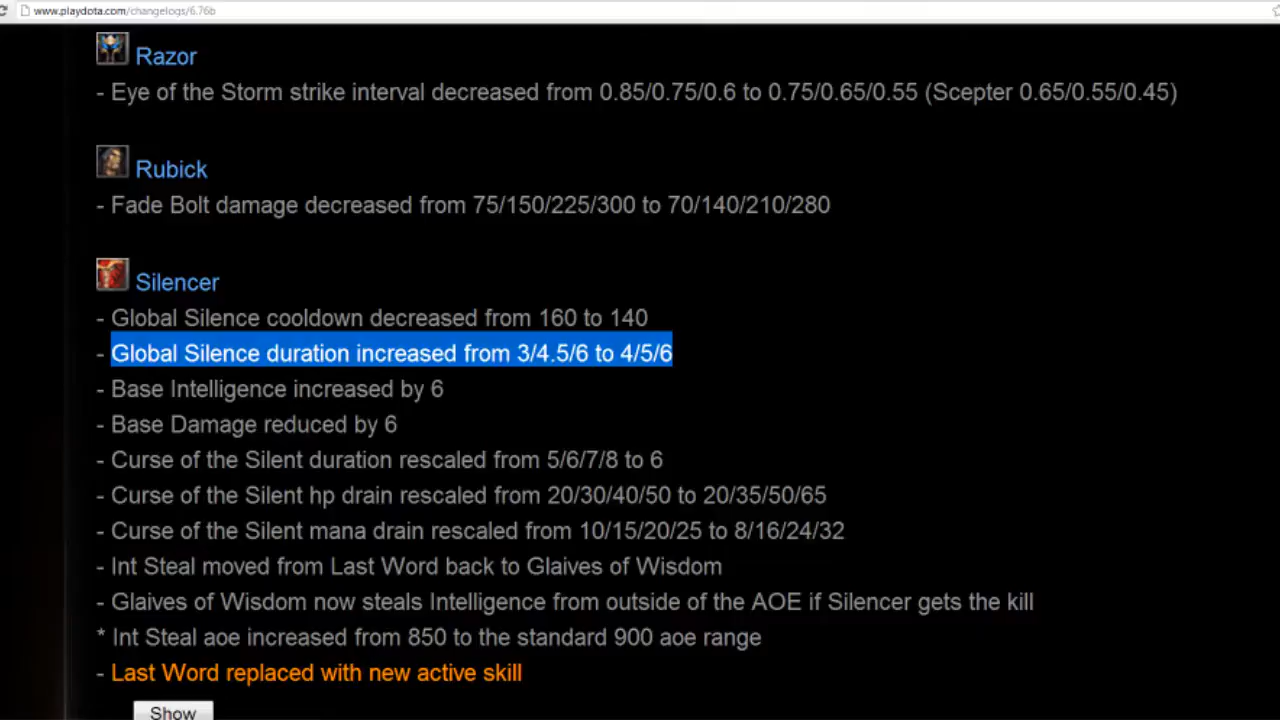 www.playdota.com/changelogs/6.76b
Razor
- Eye of the Storm strike interval decreased from 0.85/0.75/0.6 to 0.75/0.65/0.55 (Scepter 0.65/0.55/0.45)
Rubick
- Fade Bolt damage decreased from 75/150/225/300 to 70/140/210/280
Silencer
- Global Silence cooldown decreased from 160 to 140
- Global Silence duration increased from 3/4.5/6 to 4/5/6
- Base Intelligence increased by 6
- Base Damage reduced by 6
- Curse of the Silent duration rescaled from 5/6/7/8 to 6
- Curse of the Silent hp drain rescaled from 20/30/40/50 to 20/35/50/65
- Curse of the Silent mana drain rescaled from 10/15/20/25 to 8/16/24/32
- Int Steal moved from Last Word back to Glaives of Wisdom
- Glaives of Wisdom now steals Intelligence from outside of the AOE if Silencer gets the kill
* Int Steal aoe increased from 850 to the standard 900 aoe range
- Last Word replaced with new active skill
Show